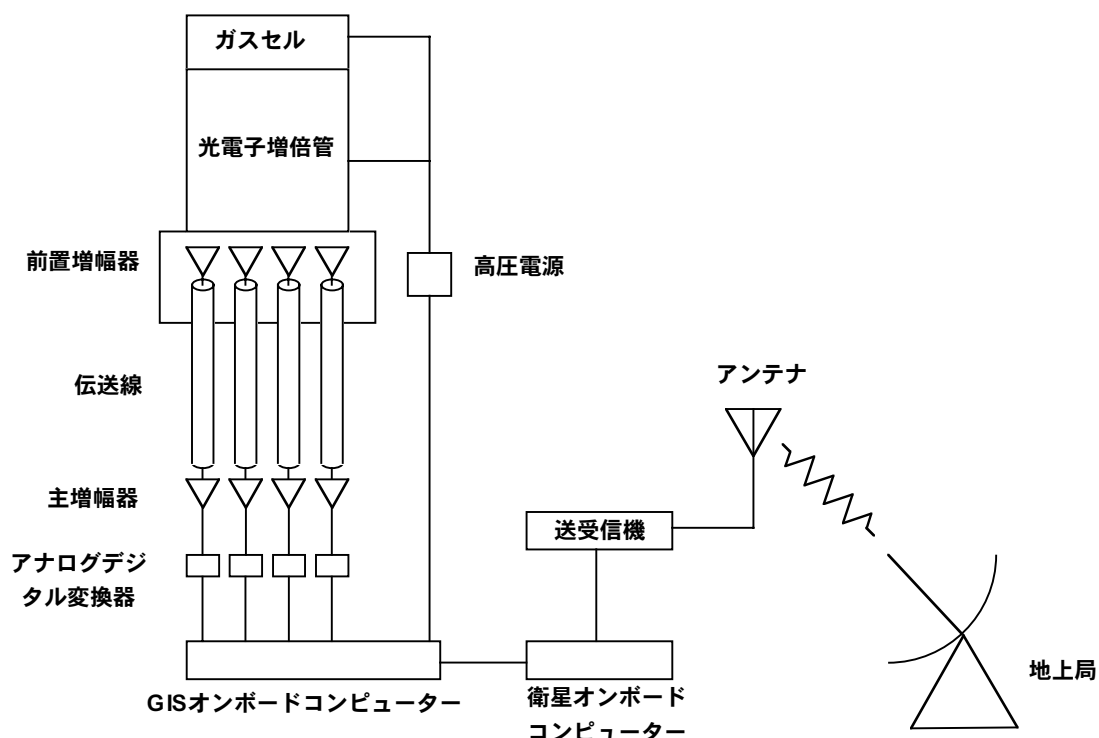 ガスセル
光電子増倍管
前置増幅器
高圧電源
伝送線
アンテナ
主増幅器
送受信機
アナログデジ
タル変換器
地上局
GISオンボードコンピューター
衛星オンボード
コンピューター